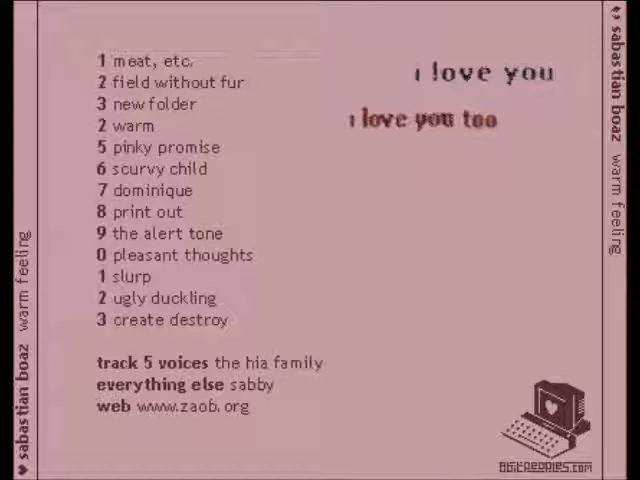 1 meat, etc.
2 field without fur
3 new folder
2 warm
5 pinky promise
6 scurvy child
7 dominique
8 print out
9 the alert tone
0 pleasant thoughts
1 slurp
2 ugly duckling
3 create destroy
track 5 voices the hia family
everything else sabby
web www.zaob.org
i love you
i love you too
♥ sabastian boaz warm feeling
♥ sabastian boaz warm feeling
8bitpeoples.com